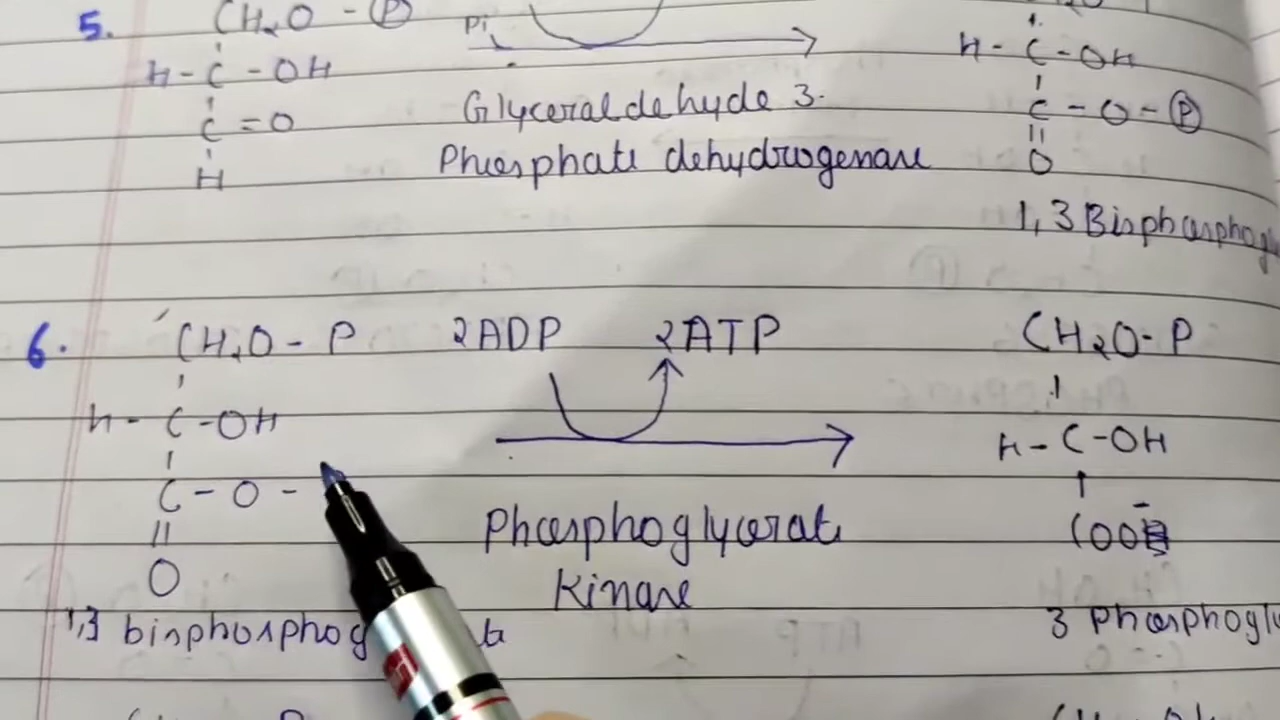 5. CH2O - P Pi
H - C - OH H - C - OH
Glyceraldehyde 3.
C = O C - O - P
H Phosphate dehydrogenase O
1,3 Bisphosphogl
6. CH2O - P 2ADP 2ATP CH2O - P
H - C - OH H - C - OH
C - O - Phosphoglycerate COO-
O Kinase
1,3 bisphosphog 3 Phosphogl